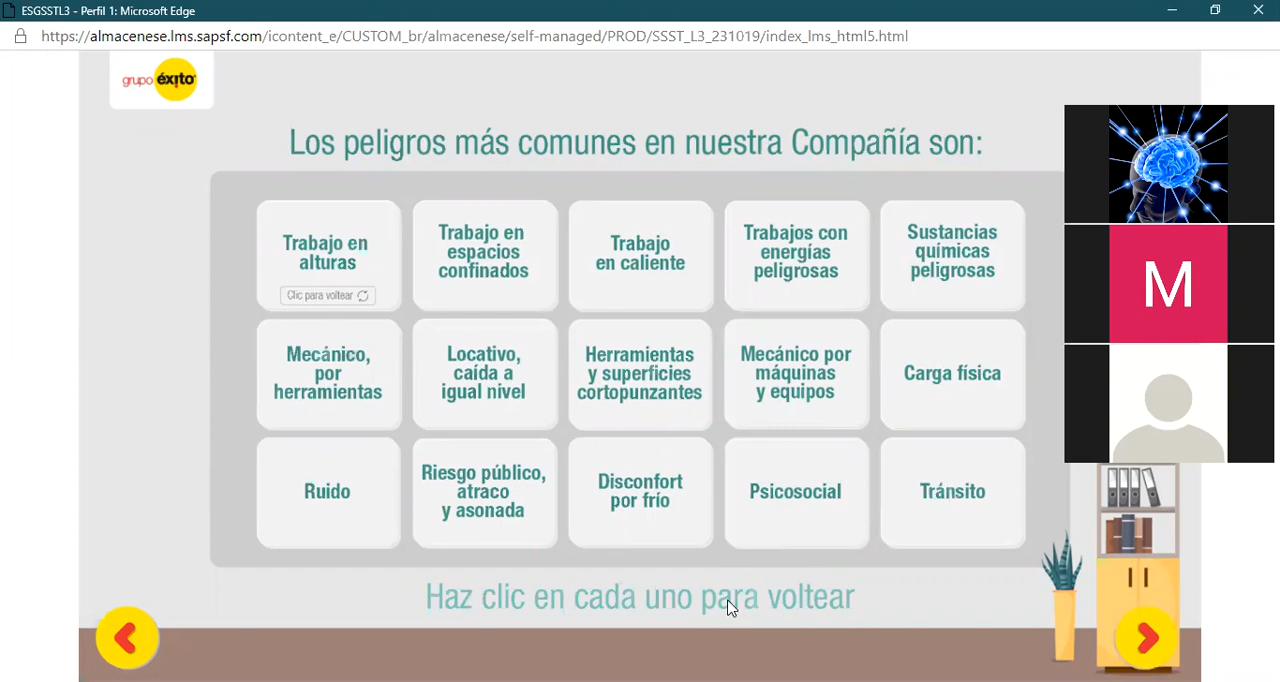 ESGSSTL3 - Perfil 1: Microsoft Edge
https://almacenese.lms.sapsf.com/icontent_e/CUSTOM_br/almacenese/self-managed/PROD/SSST_L3_231019/index_lms_html5.html
grupo éxito
Los peligros más comunes en nuestra Compañía son:
Trabajo en
alturas
Clic para voltear
Trabajo en
espacios
confinados
Trabajo
en caliente
Trabajos con
energías
peligrosas
Sustancias
químicas
peligrosas
Mecánico,
por
herramientas
Locativo,
caída a
igual nivel
Herramientas
y superficies
cortopunzantes
Mecánico por
máquinas
y equipos
Carga física
Ruido
Riesgo público,
atraco
y asonada
Disconfort
por frío
Psicosocial
Tránsito
Haz clic en cada uno para voltear
M